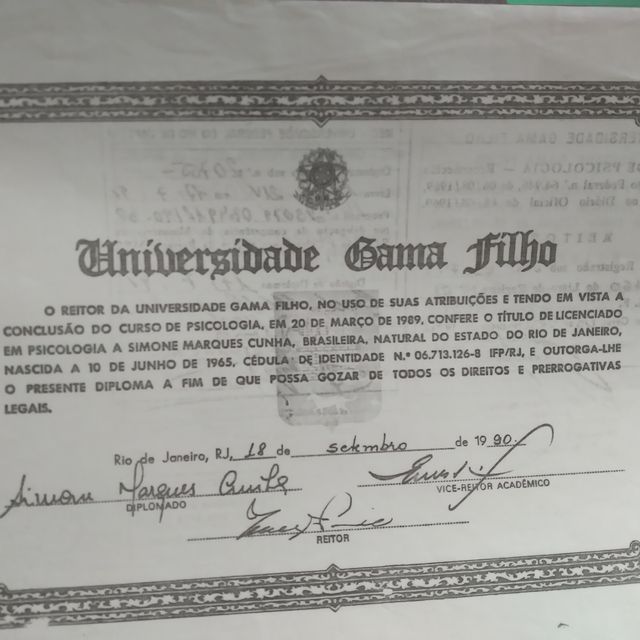 Universidade Gama Filho
O REITOR DA UNIVERSIDADE GAMA FILHO, NO USO DE SUAS ATRIBUIÇÕES E TENDO EM VISTA A
CONCLUSÃO DO CURSO DE PSICOLOGIA, EM 20 DE MARÇO DE 1989, CONFERE O TÍTULO DE LICENCIADO
EM PSICOLOGIA A SIMONE MARQUES CUNHA, BRASILEIRA, NATURAL DO ESTADO DO RIO DE JANEIRO,
NASCIDA A 10 DE JUNHO DE 1965, CÉDULA DE IDENTIDADE N.º 06.713.126-8 IFP/RJ, E OUTORGA-LHE
O PRESENTE DIPLOMA A FIM DE QUE POSSA GOZAR DE TODOS OS DIREITOS E PRERROGATIVAS
LEGAIS.
Rio de Janeiro, RJ, 18 de setembro de 1990.
Simone Marques Cunha
DIPLOMADO
VICE-REITOR ACADÊMICO
REITOR